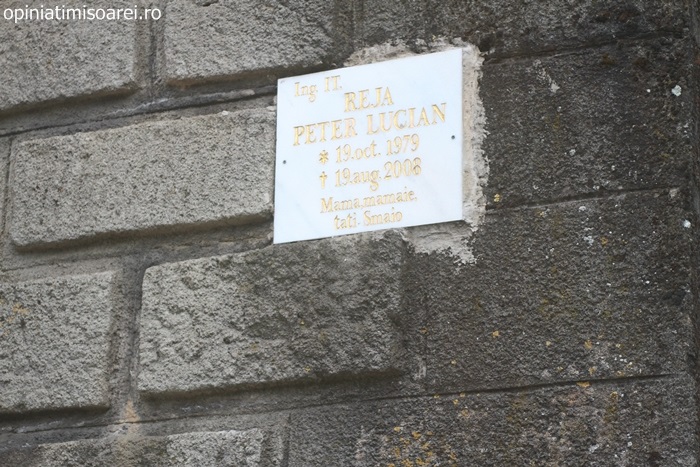 opiniatimisoarei.ro
Ing. IT.
REJA
PETER LUCIAN
* 19.oct. 1979
† 19.aug.2008
Mama,mamaie,
tati. Smaio